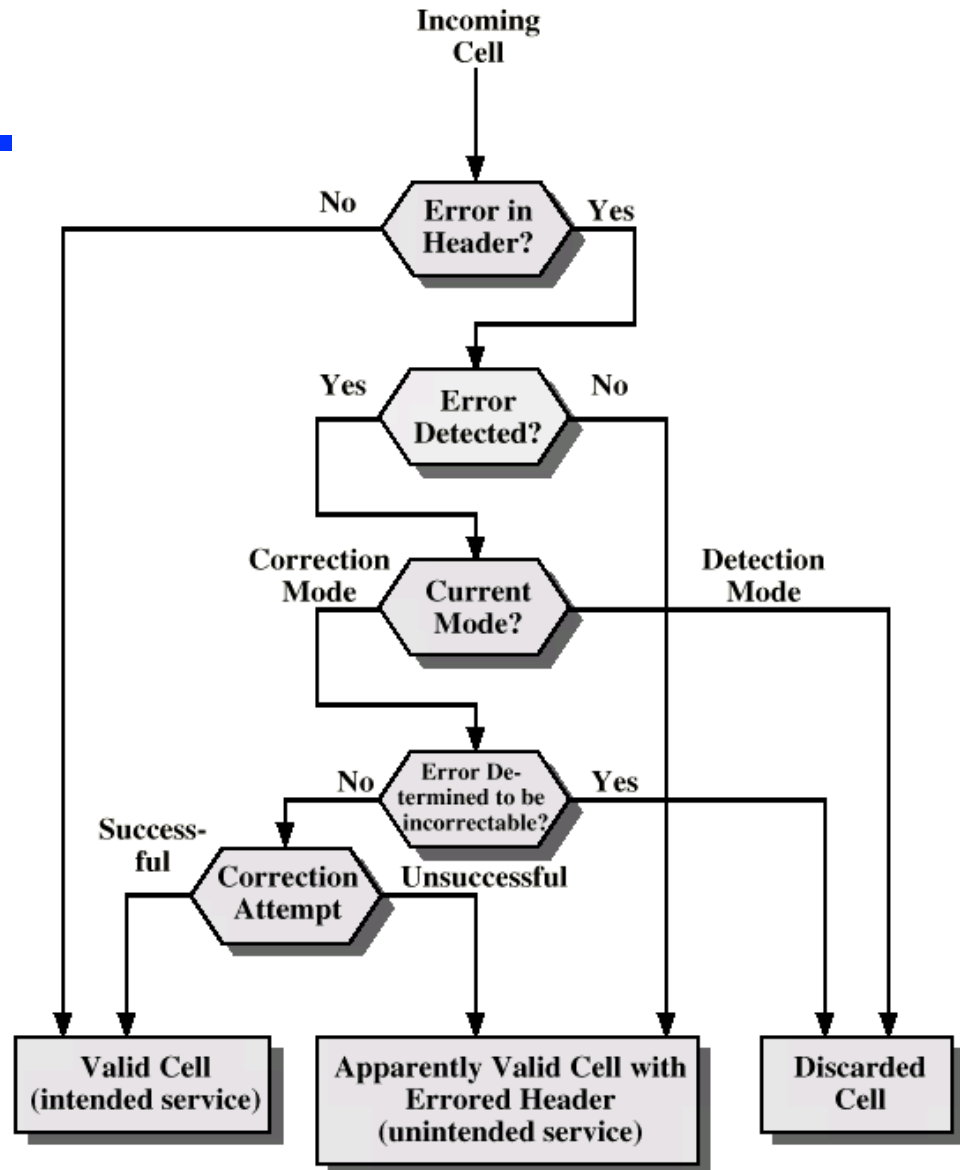 Incoming
Cell
No
Error in
Header?
Yes
Yes
Error
Detected?
No
Correction
Mode
Current
Mode?
Detection
Mode
No
Error De-
termined to be
incorrectable?
Yes
Success-
ful
Correction
Attempt
Unsuccessful
Valid Cell
(intended service)
Apparently Valid Cell with
Errored Header
(unintended service)
Discarded
Cell